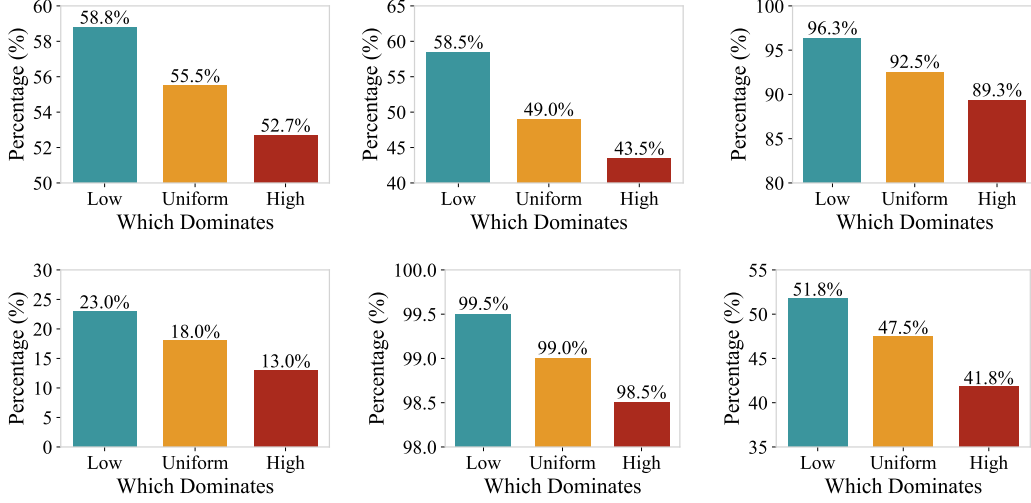 60
58
56
54
52
50
Percentage (%)
58.8%
55.5%
52.7%
Low Uniform High
Which Dominates
65
60
55
50
45
40
Percentage (%)
58.5%
49.0%
43.5%
Low Uniform High
Which Dominates
100
95
90
85
80
Percentage (%)
96.3%
92.5%
89.3%
Low Uniform High
Which Dominates
30
25
20
15
10
5
0
Percentage (%)
23.0%
18.0%
13.0%
Low Uniform High
Which Dominates
100.0
99.5
99.0
98.5
98.0
Percentage (%)
99.5%
99.0%
98.5%
Low Uniform High
Which Dominates
55
50
45
40
35
Percentage (%)
51.8%
47.5%
41.8%
Low Uniform High
Which Dominates